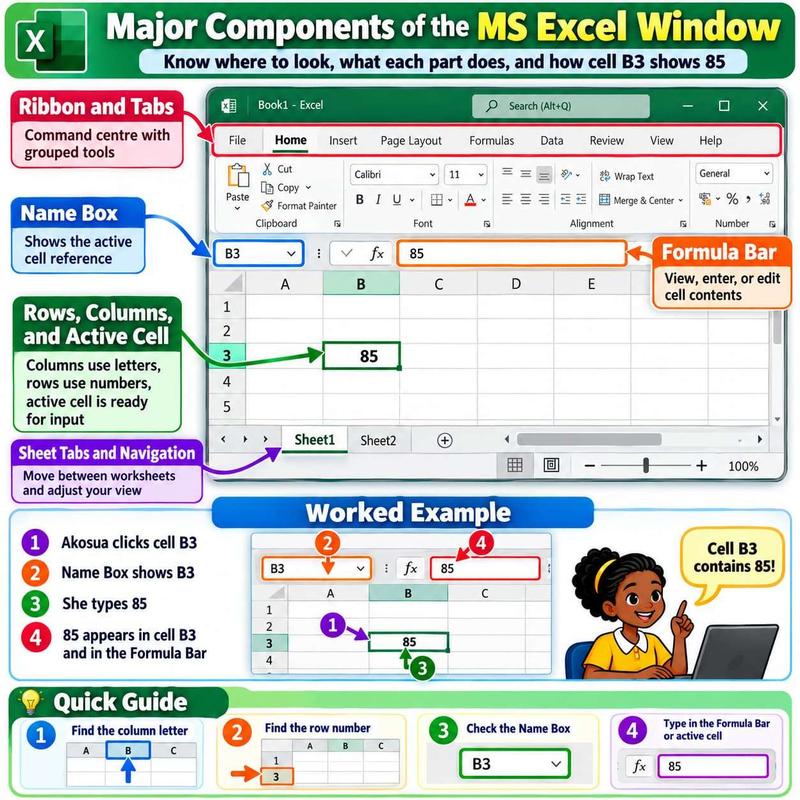 X
Major Components of the MS Excel Window
Know where to look, what each part does, and how cell B3 shows 85
Ribbon and Tabs
Command centre with
grouped tools
Name Box
Shows the active
cell reference
Rows, Columns,
and Active Cell
Columns use letters,
rows use numbers,
active cell is ready
for input
Sheet Tabs and Navigation
Move between worksheets
and adjust your view
Book1 - Excel
Search (Alt+Q)
File Home Insert Page Layout Formulas Data Review View Help
Paste
Cut
Copy
Format Painter
Clipboard
Calibri 11
B I U A
Font
Wrap Text
Merge & Center
Alignment
General
% ,
Number
B3 fx 85
Formula Bar
View, enter, or edit
cell contents
A B C D E
1
2
3 85
4
5
Sheet1 Sheet2
100%
Worked Example
1 Akosua clicks cell B3
2 Name Box shows B3
3 She types 85
4 85 appears in cell B3
and in the Formula Bar
2 4
B3 fx 85
A B C
1
2
1
3 85
4
3
Cell B3
contains 85!
Quick Guide
1 Find the column letter
A B C
2 Find the row number
A B C
1
3
3 Check the Name Box
B3
4 Type in the Formula Bar
or active cell
fx 85